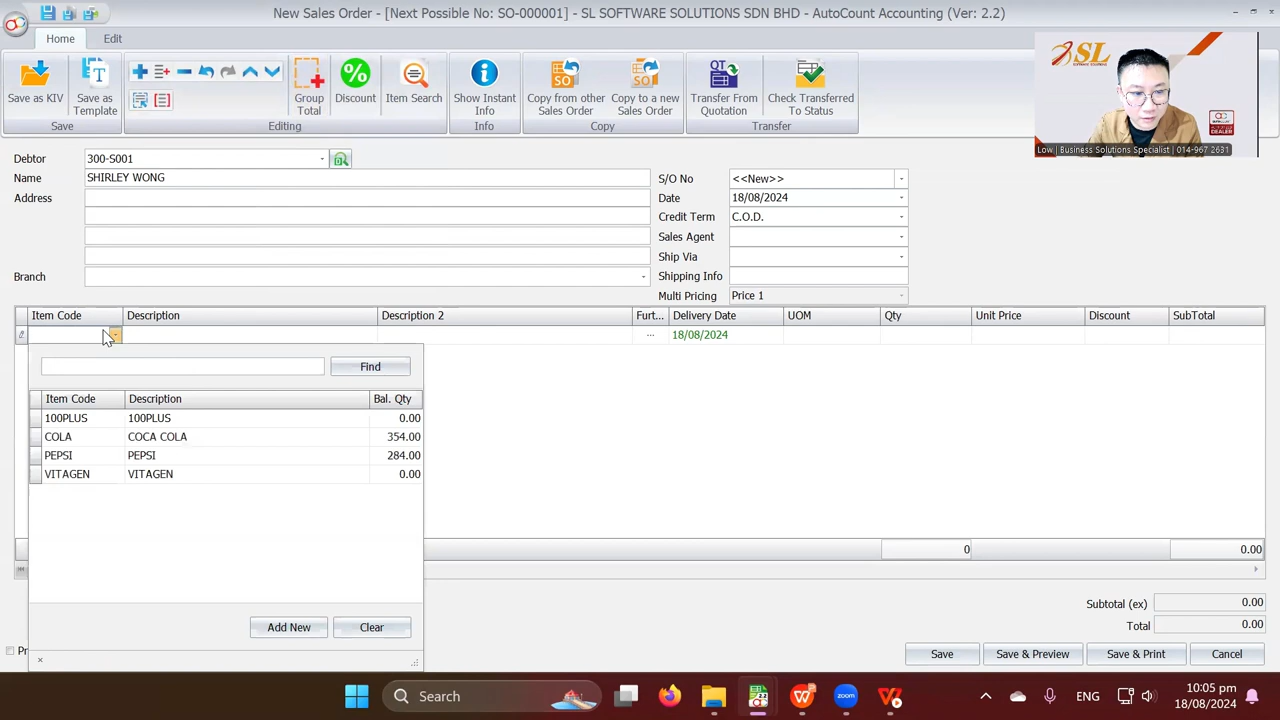 New Sales Order - [Next Possible No: SO-000001] - SL SOFTWARE SOLUTIONS SDN BHD - AutoCount Accounting (Ver: 2.2)
Home Edit
Save as KIV
Save as Template
Group Total
Discount
Item Search
Show Instant Info
Copy from other Sales Order
Copy to a new Sales Order
Transfer From Quotation
Check Transferred To Status
Save Editing Info Copy Transfer
SL
Low | Business Solutions Specialist | 014-967 2631
Debtor 300-S001
Name SHIRLEY WONG
Address
Branch
S/O No <<New>>
Date 18/08/2024
Credit Term C.O.D.
Sales Agent
Ship Via
Shipping Info
Multi Pricing Price 1
Item Code Description Description 2 Furt... Delivery Date UOM Qty Unit Price Discount SubTotal
... 18/08/2024
Find
Item Code Description Bal. Qty
100PLUS 100PLUS 0.00
COLA COCA COLA 354.00
PEPSI PEPSI 284.00
VITAGEN VITAGEN 0.00
0 0.00
Add New Clear
Subtotal (ex) 0.00
Total 0.00
Pr
Save Save & Preview Save & Print Cancel
Search
ENG
10:05 pm
18/08/2024